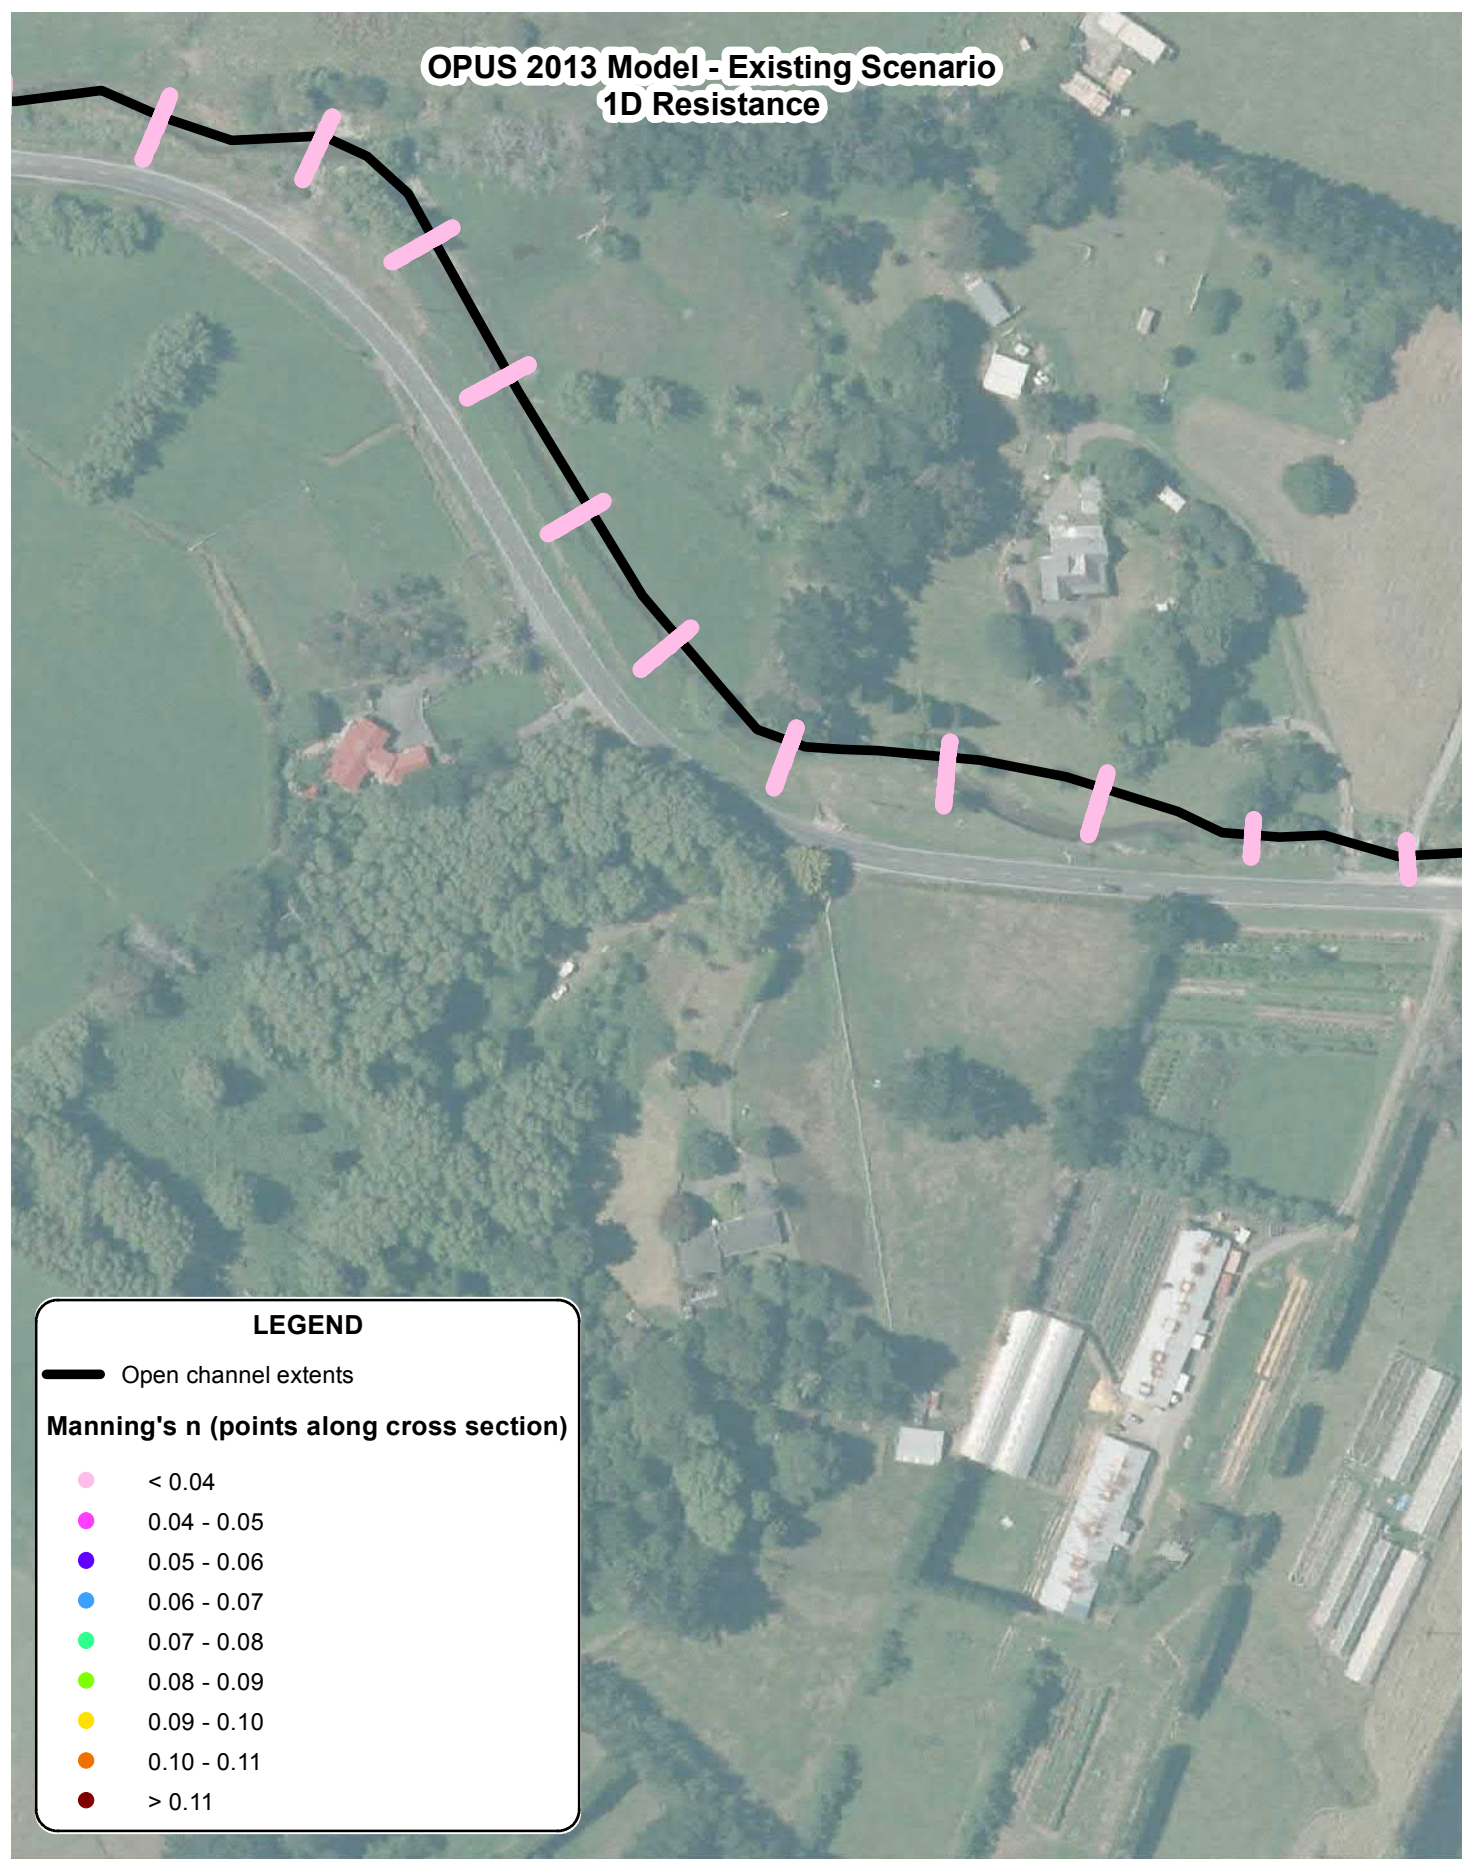 OPUS 2013 Model - Existing Scenario
1D Resistance
LEGEND
Open channel extents
Manning's n (points along cross section)
< 0.04
0.04 - 0.05
0.05 - 0.06
0.06 - 0.07
0.07 - 0.08
0.08 - 0.09
0.09 - 0.10
0.10 - 0.11
> 0.11